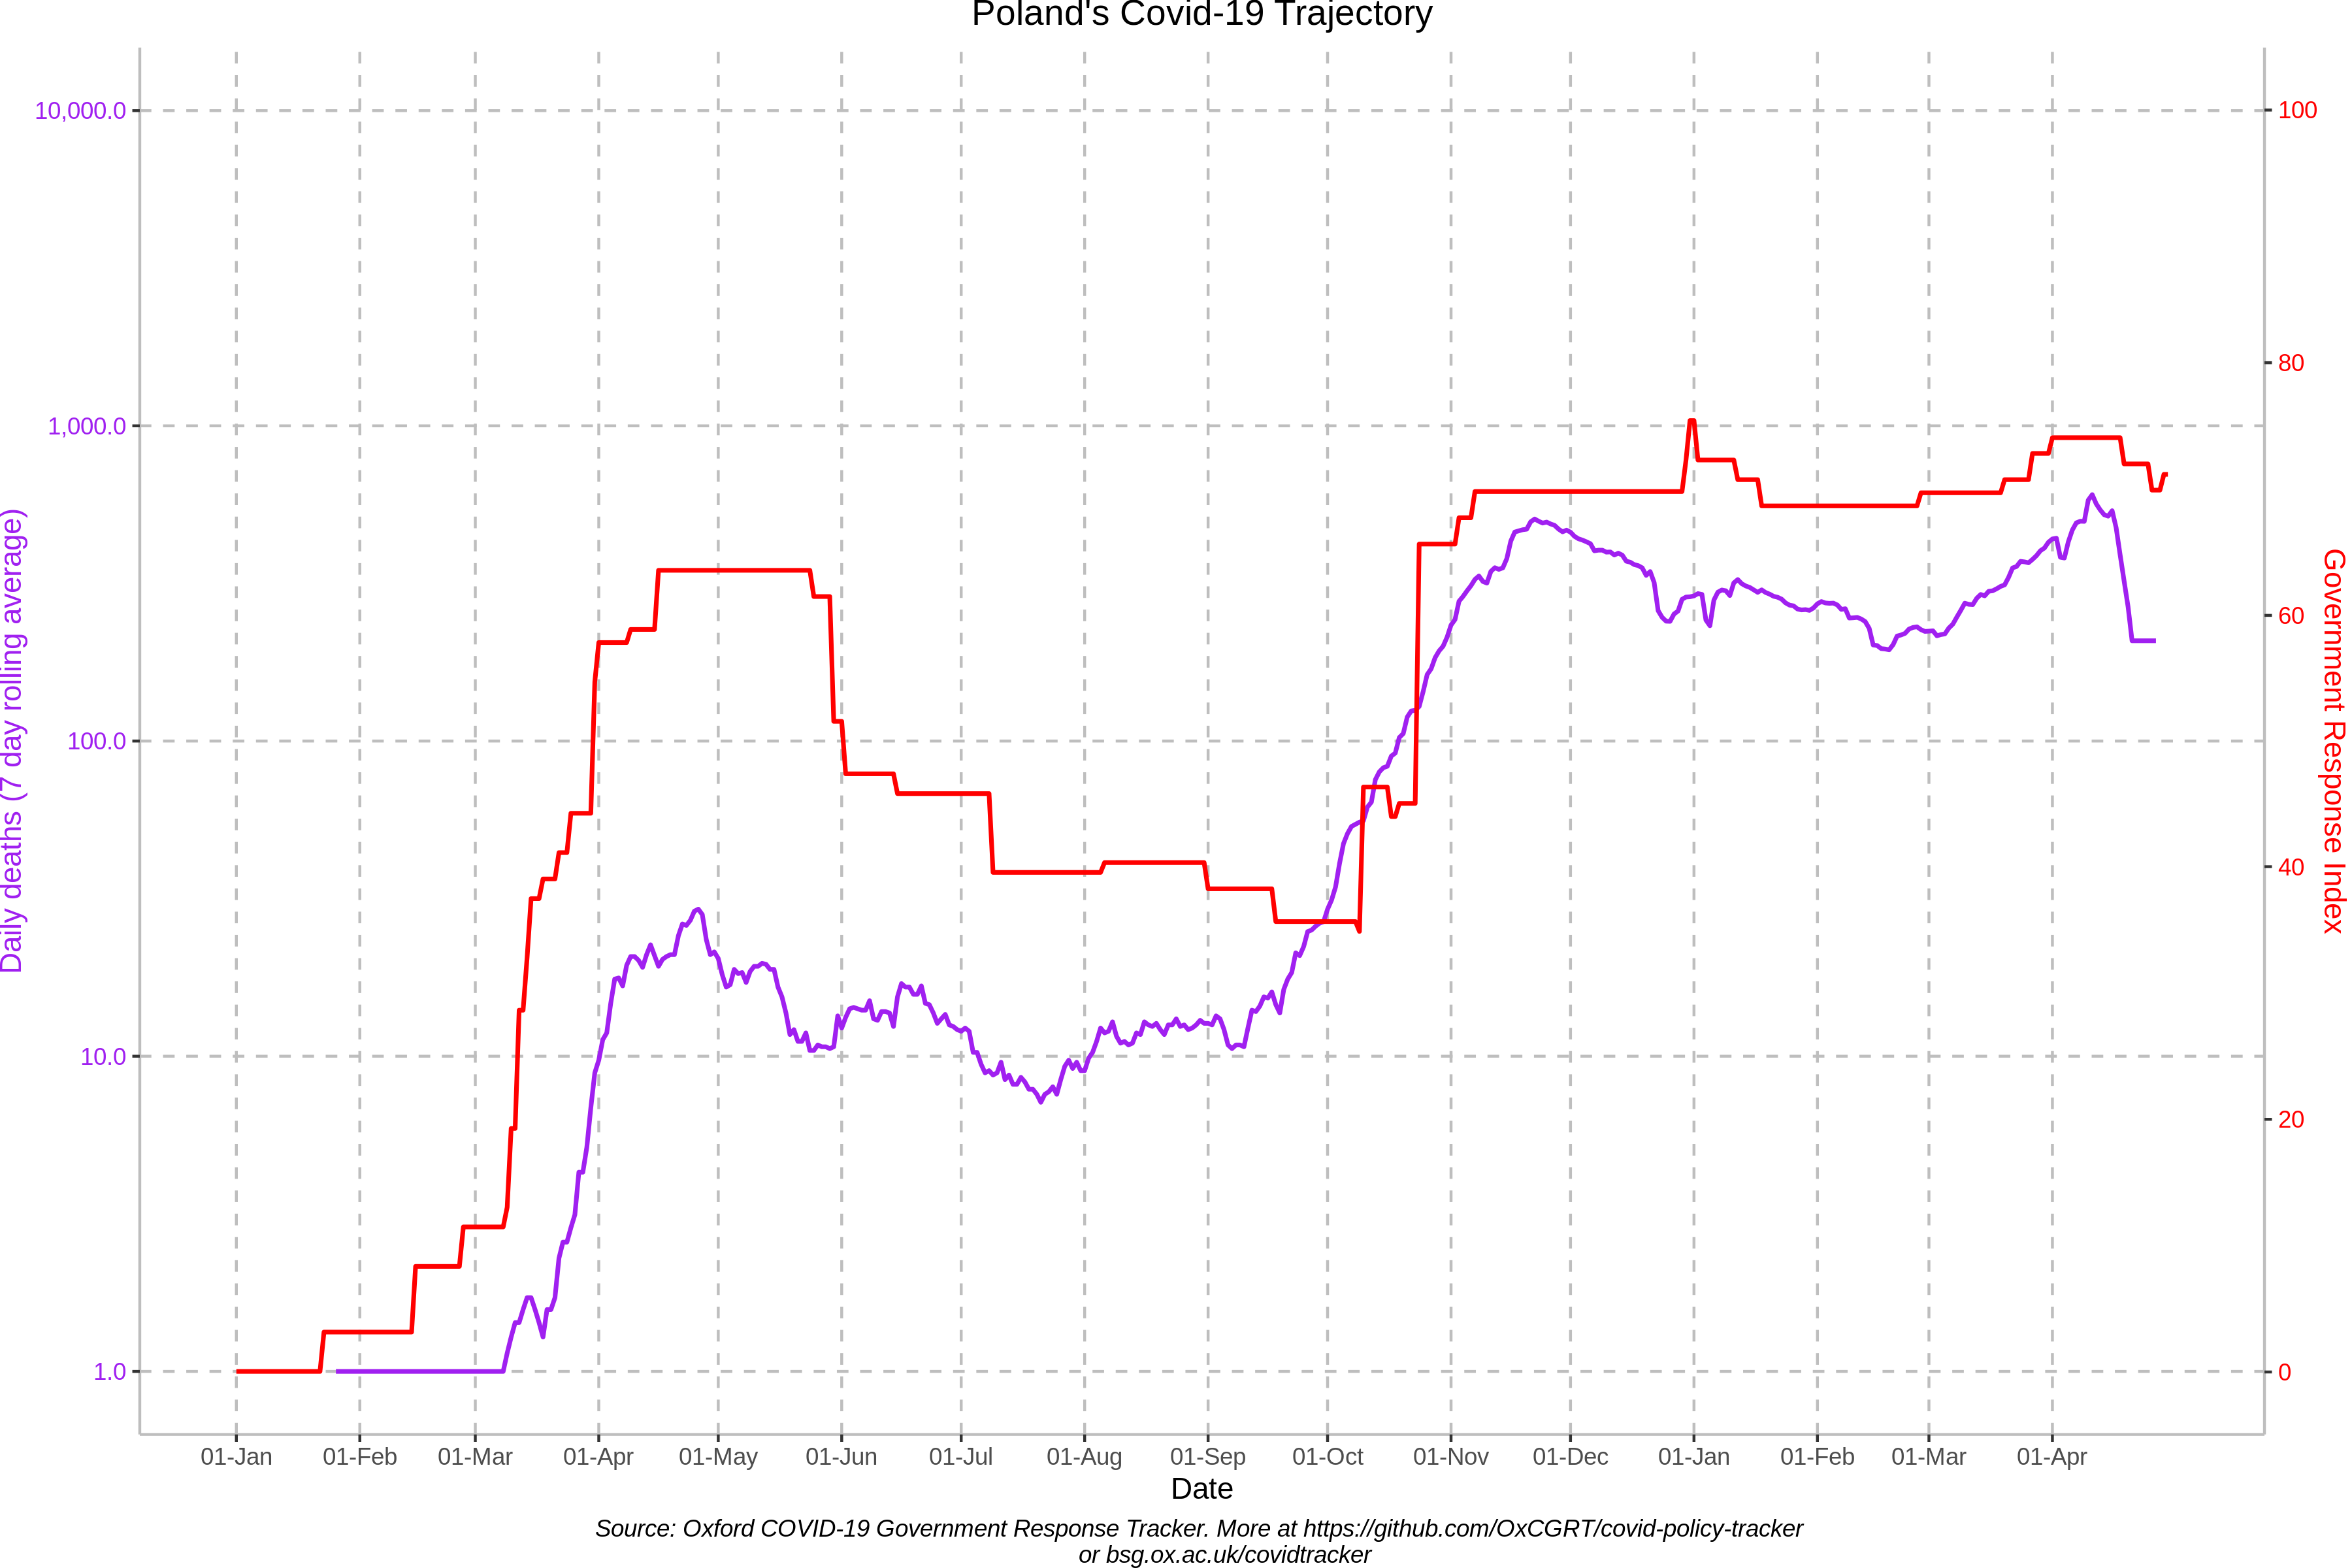 Poland's Covid-19 Trajectory
10,000.0
1,000.0
100.0
10.0
1.0
Daily deaths (7 day rolling average)
100
80
60
40
20
0
Government Response Index
01-Jan
01-Feb
01-Mar
01-Apr
01-May
01-Jun
01-Jul
01-Aug
01-Sep
01-Oct
01-Nov
01-Dec
01-Jan
01-Feb
01-Mar
01-Apr
Date
Source: Oxford COVID-19 Government Response Tracker. More at https://github.com/OxCGRT/covid-policy-tracker
or bsg.ox.ac.uk/covidtracker